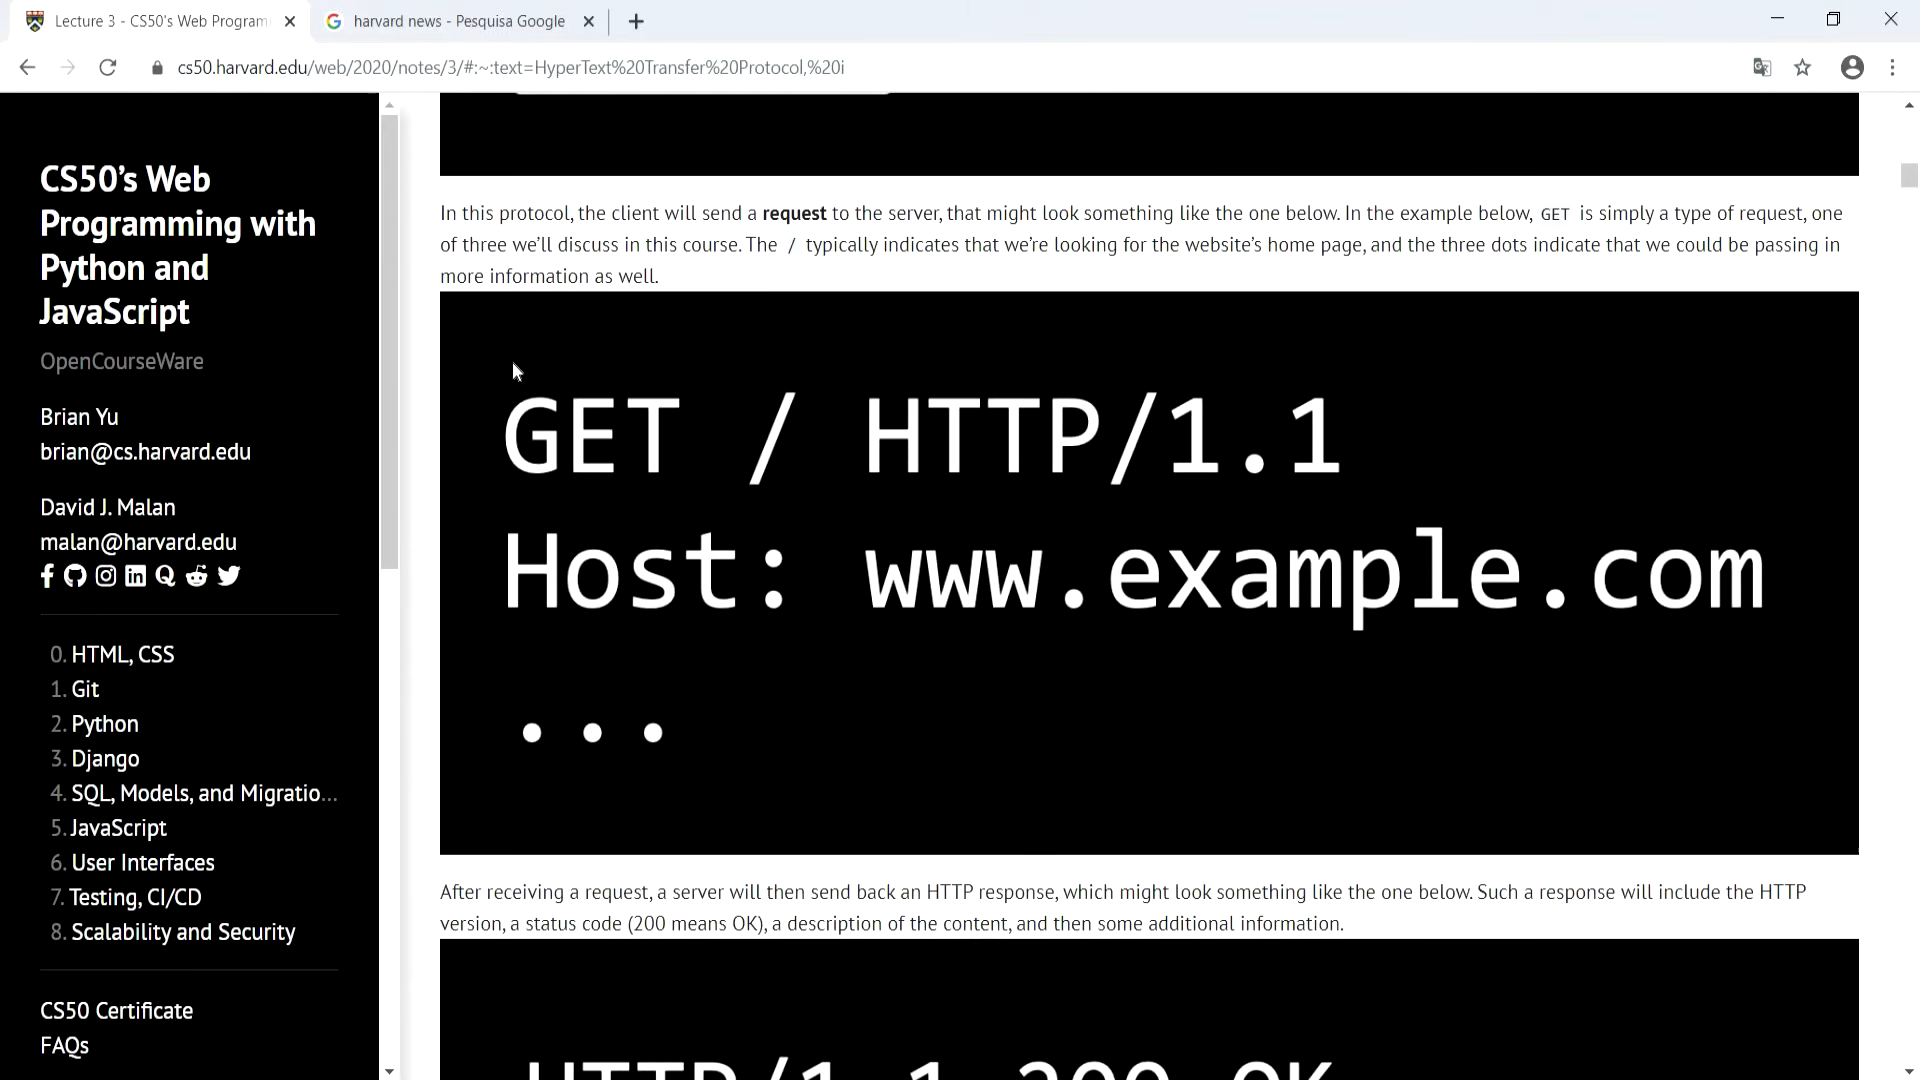 Lecture 3 - CS50's Web Program
harvard news - Pesquisa Google
cs50.harvard.edu/web/2020/notes/3/#:~:text=HyperText%20Transfer%20Protocol,%20i
CS50’s Web
Programming with
Python and
JavaScript
OpenCourseWare
Brian Yu
brian@cs.harvard.edu
David J. Malan
malan@harvard.edu
0. HTML, CSS
1. Git
2. Python
3. Django
4. SQL, Models, and Migratio...
5. JavaScript
6. User Interfaces
7. Testing, CI/CD
8. Scalability and Security
CS50 Certificate
FAQs
In this protocol, the client will send a request to the server, that might look something like the one below. In the example below, GET is simply a type of request, one
of three we’ll discuss in this course. The / typically indicates that we’re looking for the website’s home page, and the three dots indicate that we could be passing in
more information as well.
GET / HTTP/1.1
Host: www.example.com
...
After receiving a request, a server will then send back an HTTP response, which might look something like the one below. Such a response will include the HTTP
version, a status code (200 means OK), a description of the content, and then some additional information.
HTTP/1.1 200 OK